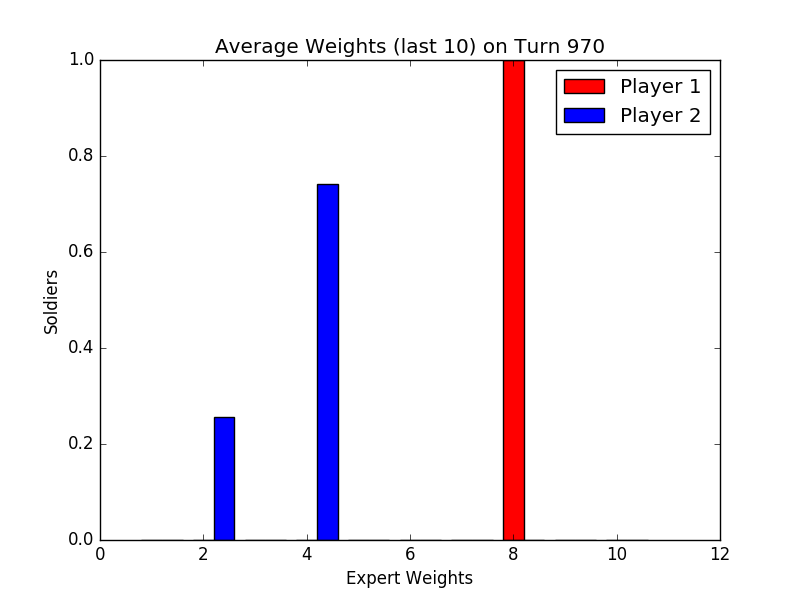 Average Weights (last 10) on Turn 970
Player 1
Player 2
1.0
0.8
0.6
0.4
0.2
0.0
Soldiers
0 2 4 6 8 10 12
Expert Weights